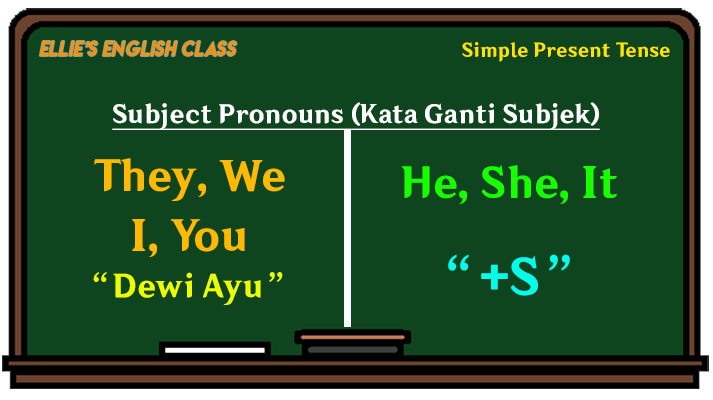 ELLIE'S ENGLISH CLASS
Simple Present Tense
Subject Pronouns (Kata Ganti Subjek)
They, We
I, You
“Dewi Ayu”
He, She, It
“+S”